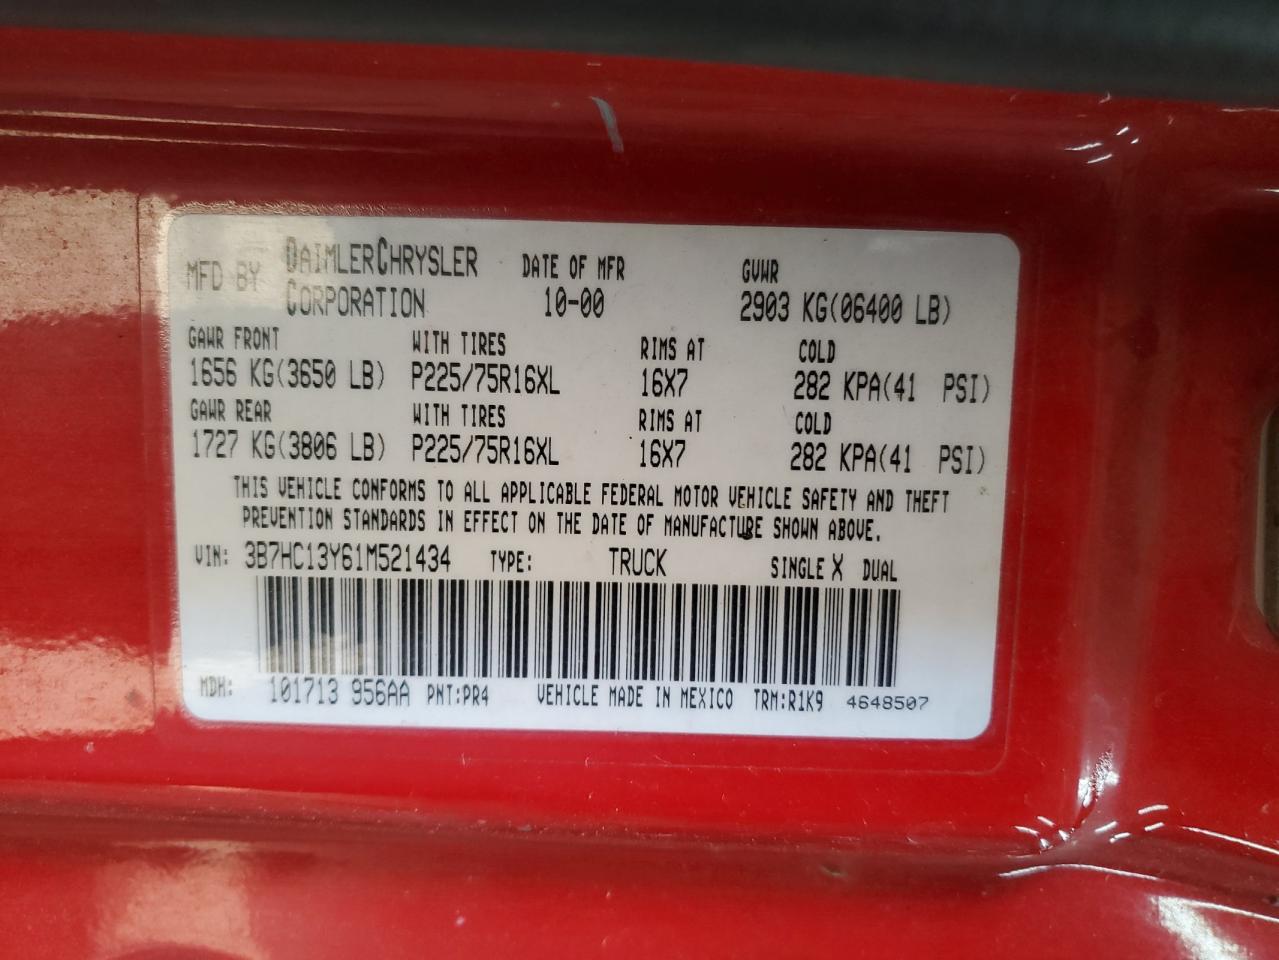 MFD BY DAIMLERCHRYSLER CORPORATION DATE OF MFR 10-00 GVWR 2903 KG(06400 LB)
GAWR FRONT WITH TIRES RIMS AT COLD
1656 KG(3650 LB) P225/75R16XL 16X7 282 KPA(41 PSI)
GAWR REAR WITH TIRES RIMS AT COLD
1727 KG(3806 LB) P225/75R16XL 16X7 282 KPA(41 PSI)
THIS VEHICLE CONFORMS TO ALL APPLICABLE FEDERAL MOTOR VEHICLE SAFETY AND THEFT
PREVENTION STANDARDS IN EFFECT ON THE DATE OF MANUFACTURE SHOWN ABOVE.
VIN: 3B7HC13Y61M521434 TYPE: TRUCK SINGLE X DUAL
MDH: 101713 956AA PNT:PR4 VEHICLE MADE IN MEXICO TRM:R1K9 4648507